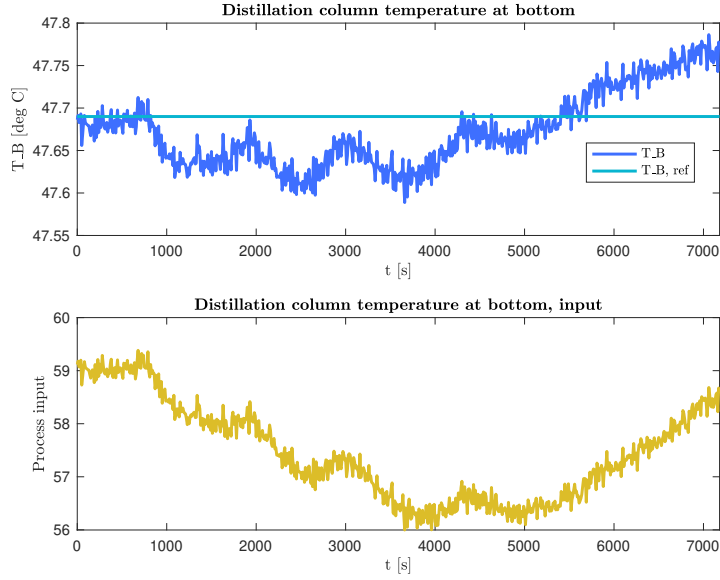 Distillation column temperature at bottom
47.8
47.75
47.7
47.65
47.6
47.55
T_B [deg C]
T_B
T_B, ref
0 1000 2000 3000 4000 5000 6000 7000
t [s]
Distillation column temperature at bottom, input
60
59
58
57
56
Process input
0 1000 2000 3000 4000 5000 6000 7000
t [s]